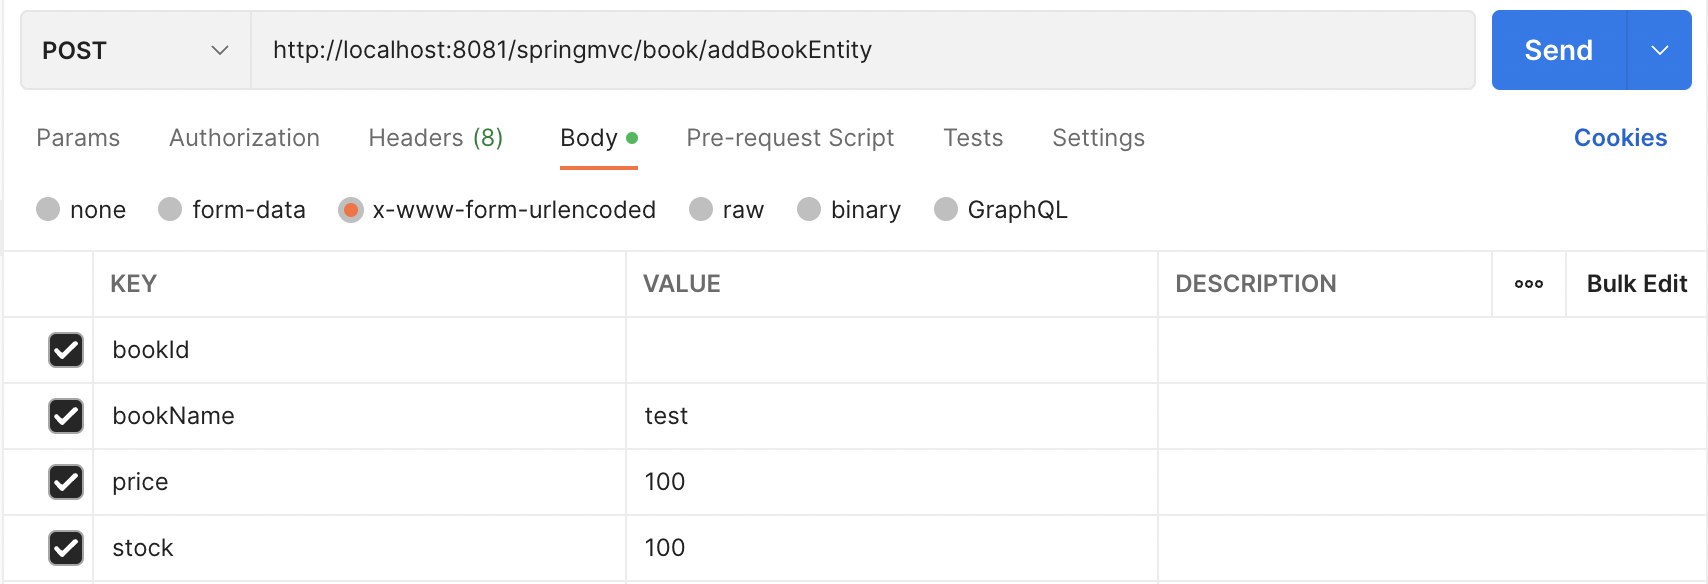 POST http://localhost:8081/springmvc/book/addBookEntity Send
Params Authorization Headers (8) Body Pre-request Script Tests Settings Cookies
none form-data x-www-form-urlencoded raw binary GraphQL
KEY VALUE DESCRIPTION ooo Bulk Edit
bookId
bookName test
price 100
stock 100